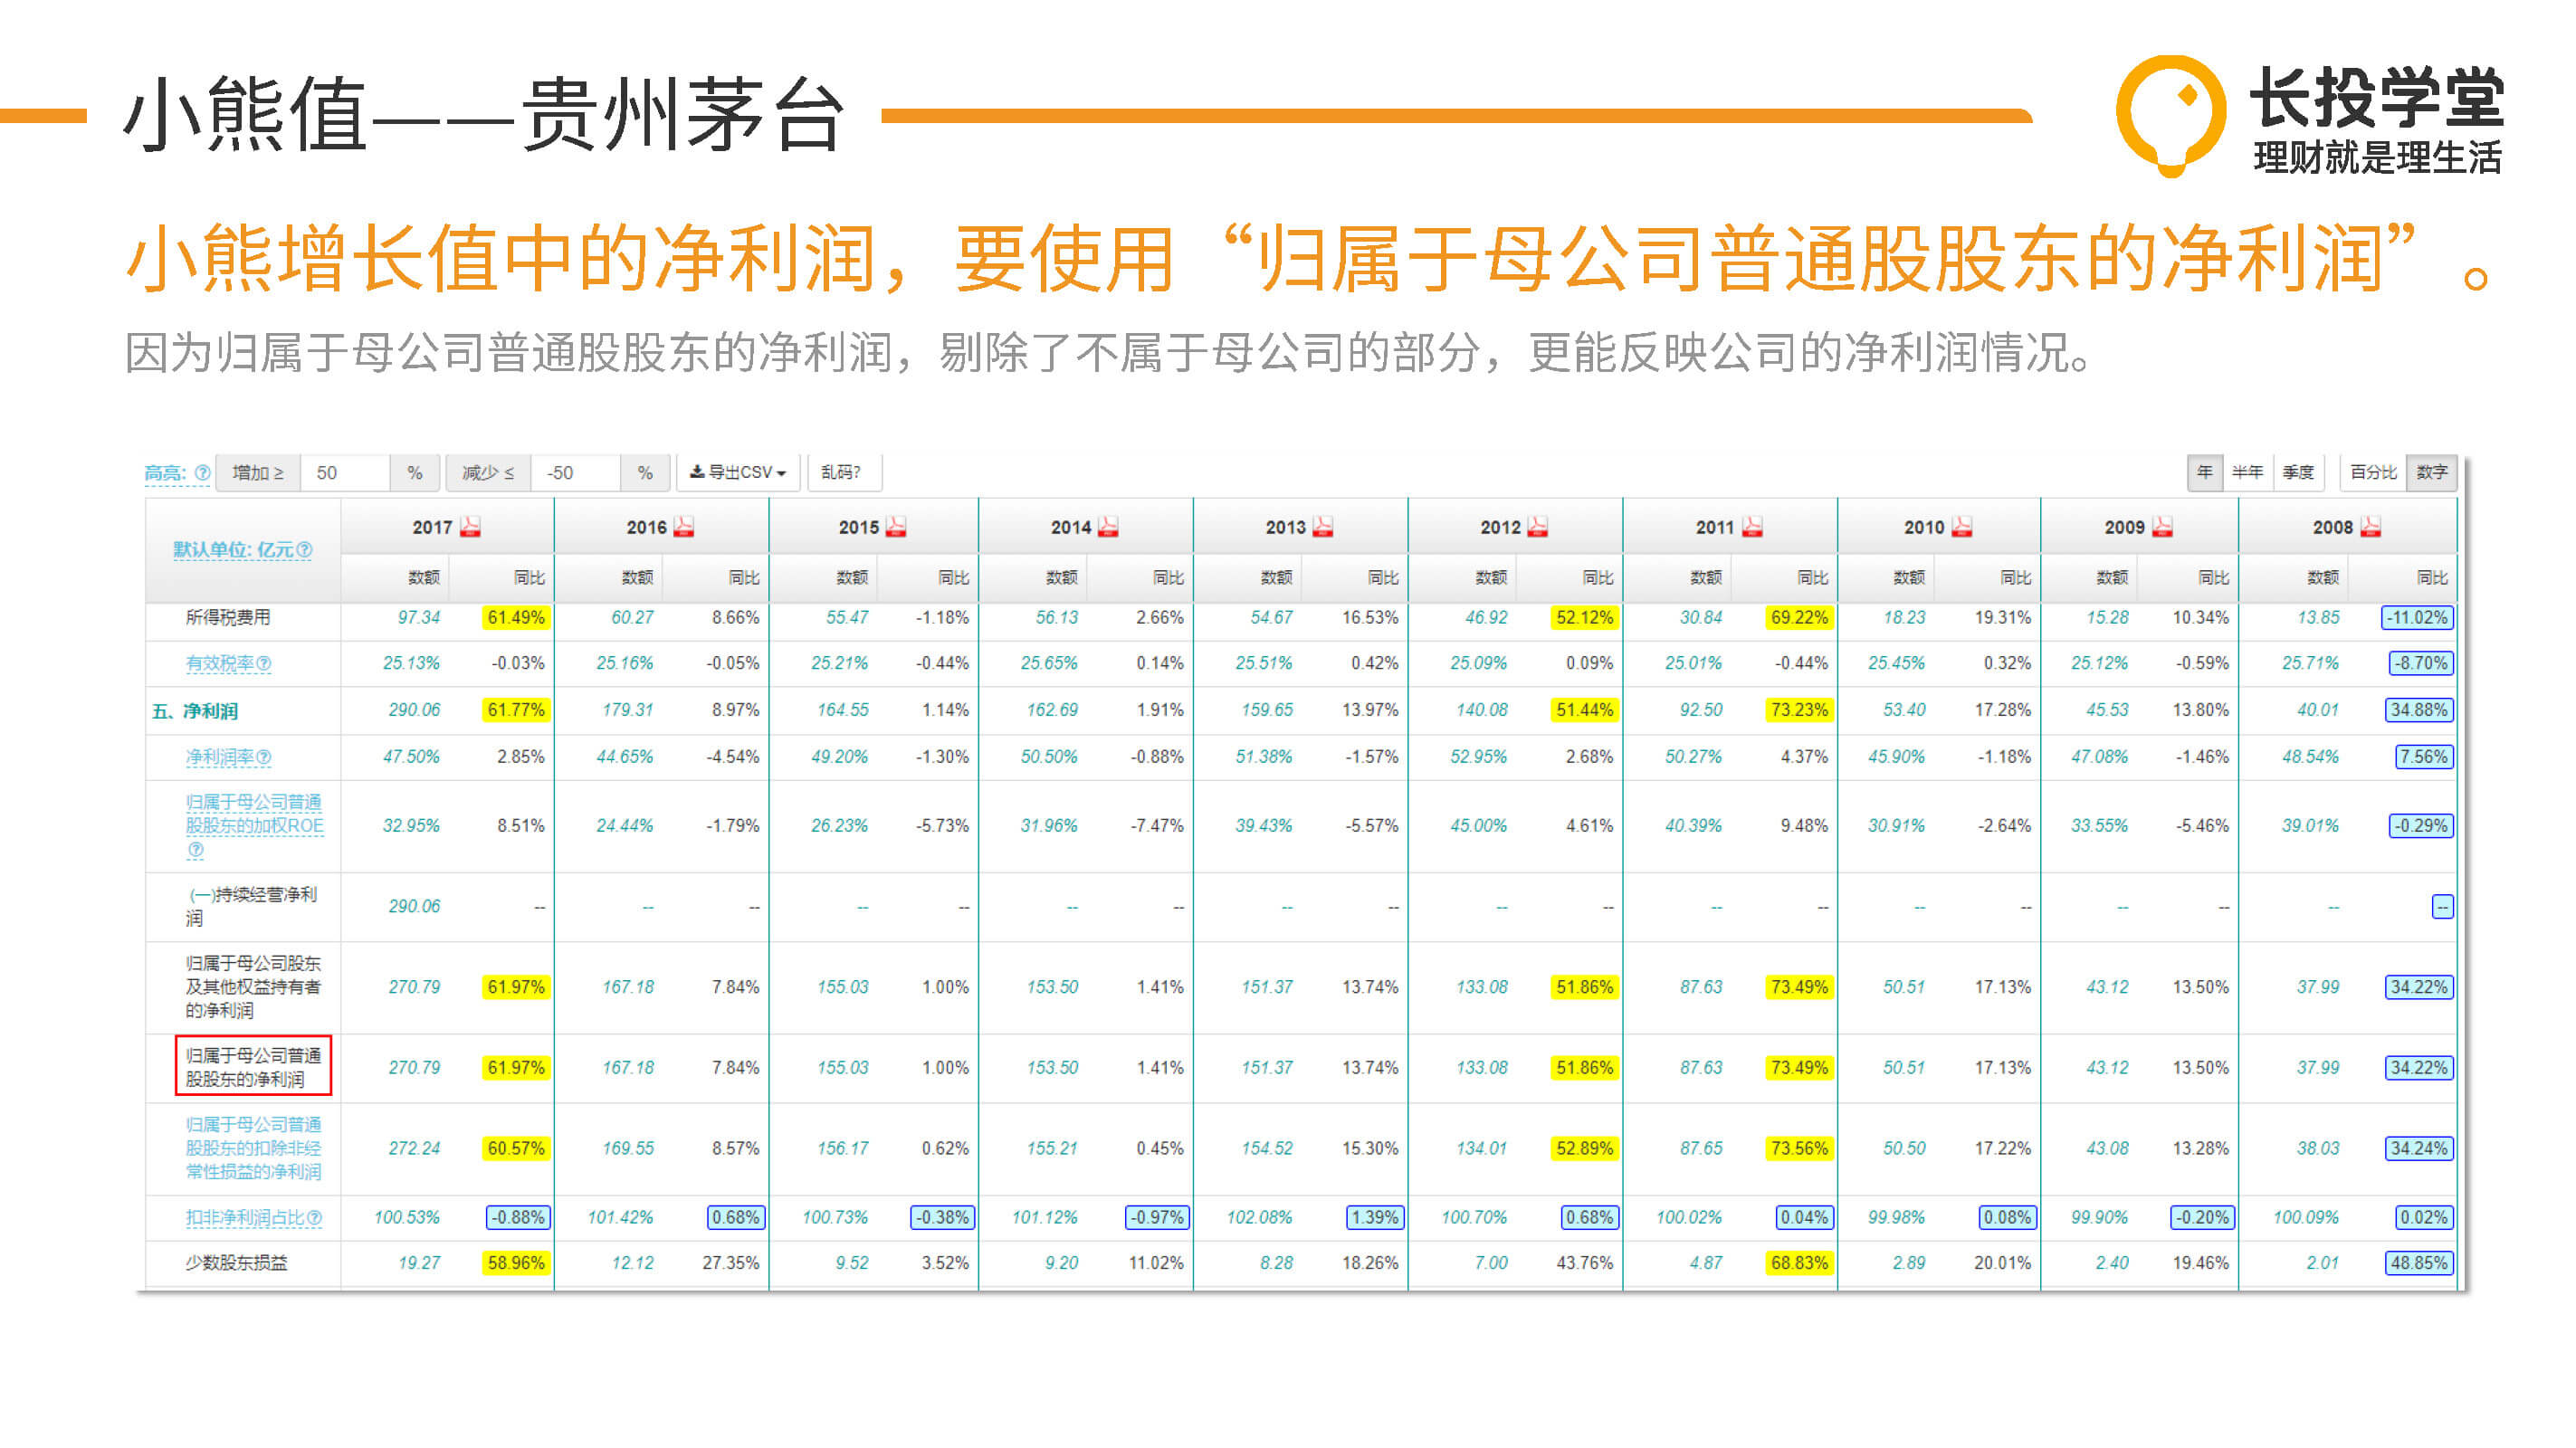 小熊值——贵州茅台
长投学堂
理财就是理生活
小熊增长值中的净利润，要使用“归属于母公司普通股股东的净利润”。
因为归属于母公司普通股股东的净利润，剔除了不属于母公司的部分，更能反映公司的净利润情况。
高亮: ? 增加 ≥ 50 % 减少 ≤ -50 % 导出CSV 乱码? 年 半年 季度 百分比 数字
默认单位: 亿元? 2017 2016 2015 2014 2013 2012 2011 2010 2009 2008
数额 同比 数额 同比 数额 同比 数额 同比 数额 同比 数额 同比 数额 同比 数额 同比 数额 同比 数额 同比
所得税费用 97.34 61.49% 60.27 8.66% 55.47 -1.18% 56.13 2.66% 54.67 16.53% 46.92 52.12% 30.84 69.22% 18.23 19.31% 15.28 10.34% 13.85 -11.02%
有效税率? 25.13% -0.03% 25.16% -0.05% 25.21% -0.44% 25.65% 0.14% 25.51% 0.42% 25.09% 0.09% 25.01% -0.44% 25.45% 0.32% 25.12% -0.59% 25.71% -8.70%
五、净利润 290.06 61.77% 179.31 8.97% 164.55 1.14% 162.69 1.91% 159.65 13.97% 140.08 51.44% 92.50 73.23% 53.40 17.28% 45.53 13.80% 40.01 34.88%
净利润率? 47.50% 2.85% 44.65% -4.54% 49.20% -1.30% 50.50% -0.88% 51.38% -1.57% 52.95% 2.68% 50.27% 4.37% 45.90% -1.18% 47.08% -1.46% 48.54% 7.56%
归属于母公司普通
股股东的加权ROE 32.95% 8.51% 24.44% -1.79% 26.23% -5.73% 31.96% -7.47% 39.43% -5.57% 45.00% 4.61% 40.39% 9.48% 30.91% -2.64% 33.55% -5.46% 39.01% -0.29%
?
(一)持续经营净利
润 290.06 -- -- -- -- -- -- -- -- -- -- -- -- -- -- -- -- -- -- --
归属于母公司股东
及其他权益持有者 270.79 61.97% 167.18 7.84% 155.03 1.00% 153.50 1.41% 151.37 13.74% 133.08 51.86% 87.63 73.49% 50.51 17.13% 43.12 13.50% 37.99 34.22%
的净利润
归属于母公司普通
股股东的净利润 270.79 61.97% 167.18 7.84% 155.03 1.00% 153.50 1.41% 151.37 13.74% 133.08 51.86% 87.63 73.49% 50.51 17.13% 43.12 13.50% 37.99 34.22%
归属于母公司普通
股股东的扣除非经 272.24 60.57% 169.55 8.57% 156.17 0.62% 155.21 0.45% 154.52 15.30% 134.01 52.89% 87.65 73.56% 50.50 17.22% 43.08 13.28% 38.03 34.24%
常性损益的净利润
扣非净利润占比? 100.53% -0.88% 101.42% 0.68% 100.73% -0.38% 101.12% -0.97% 102.08% 1.39% 100.70% 0.68% 100.02% 0.04% 99.98% 0.08% 99.90% -0.20% 100.09% 0.02%
少数股东损益 19.27 58.96% 12.12 27.35% 9.52 3.52% 9.20 11.02% 8.28 18.26% 7.00 43.76% 4.87 68.83% 2.89 20.01% 2.40 19.46% 2.01 48.85%